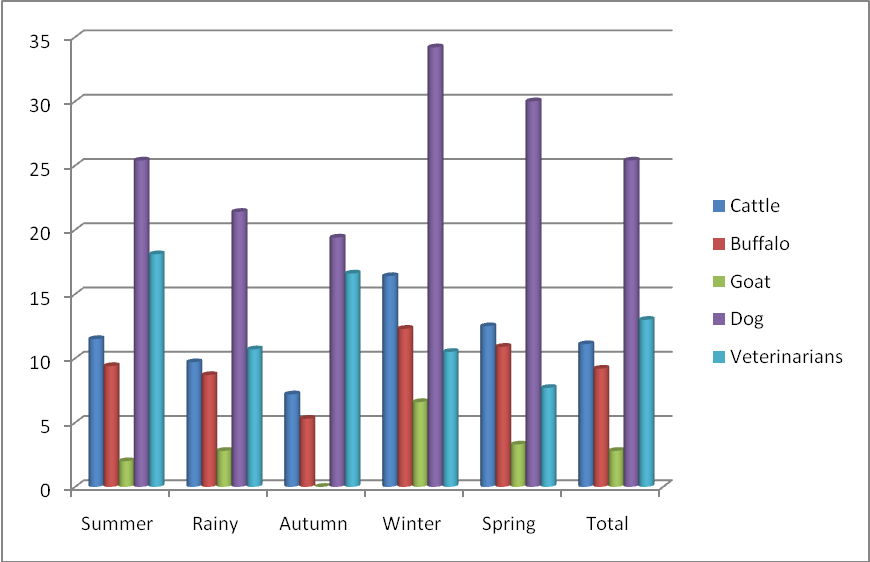 35
30
25
20
15
10
5
0
Summer Rainy Autumn Winter Spring Total
Cattle
Buffalo
Goat
Dog
Veterinarians